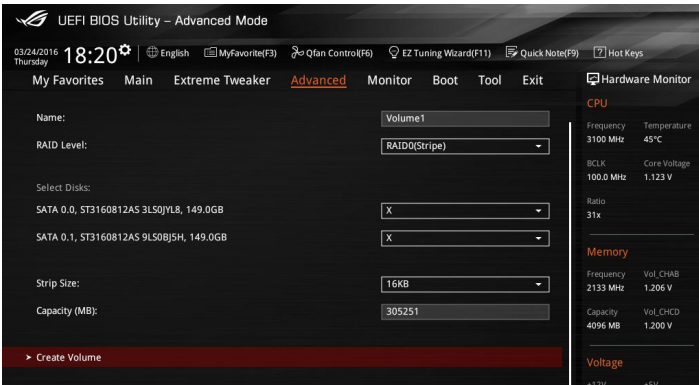 UEFI BIOS Utility – Advanced Mode
03/24/2016 Thursday 18:20 English MyFavorite(F3) Qfan Control(F6) EZ Tuning Wizard(F11) Quick Note(F9) ? Hot Keys
My Favorites Main Extreme Tweaker Advanced Monitor Boot Tool Exit
Hardware Monitor
Name: Volume1
RAID Level: RAID0(Stripe)
Select Disks:
SATA 0.0, ST3160812AS 3LS0JYL8, 149.0GB X
SATA 0.1, ST3160812AS 9LS0BJ5H, 149.0GB X
Strip Size: 16KB
Capacity (MB): 305251
> Create Volume
CPU
Frequency Temperature
3100 MHz 45°C
BCLK Core Voltage
100.0 MHz 1.123 V
Ratio
31x
Memory
Frequency Vol_CHAB
2133 MHz 1.206 V
Capacity Vol_CHCD
4096 MB 1.200 V
Voltage
+12V +5V